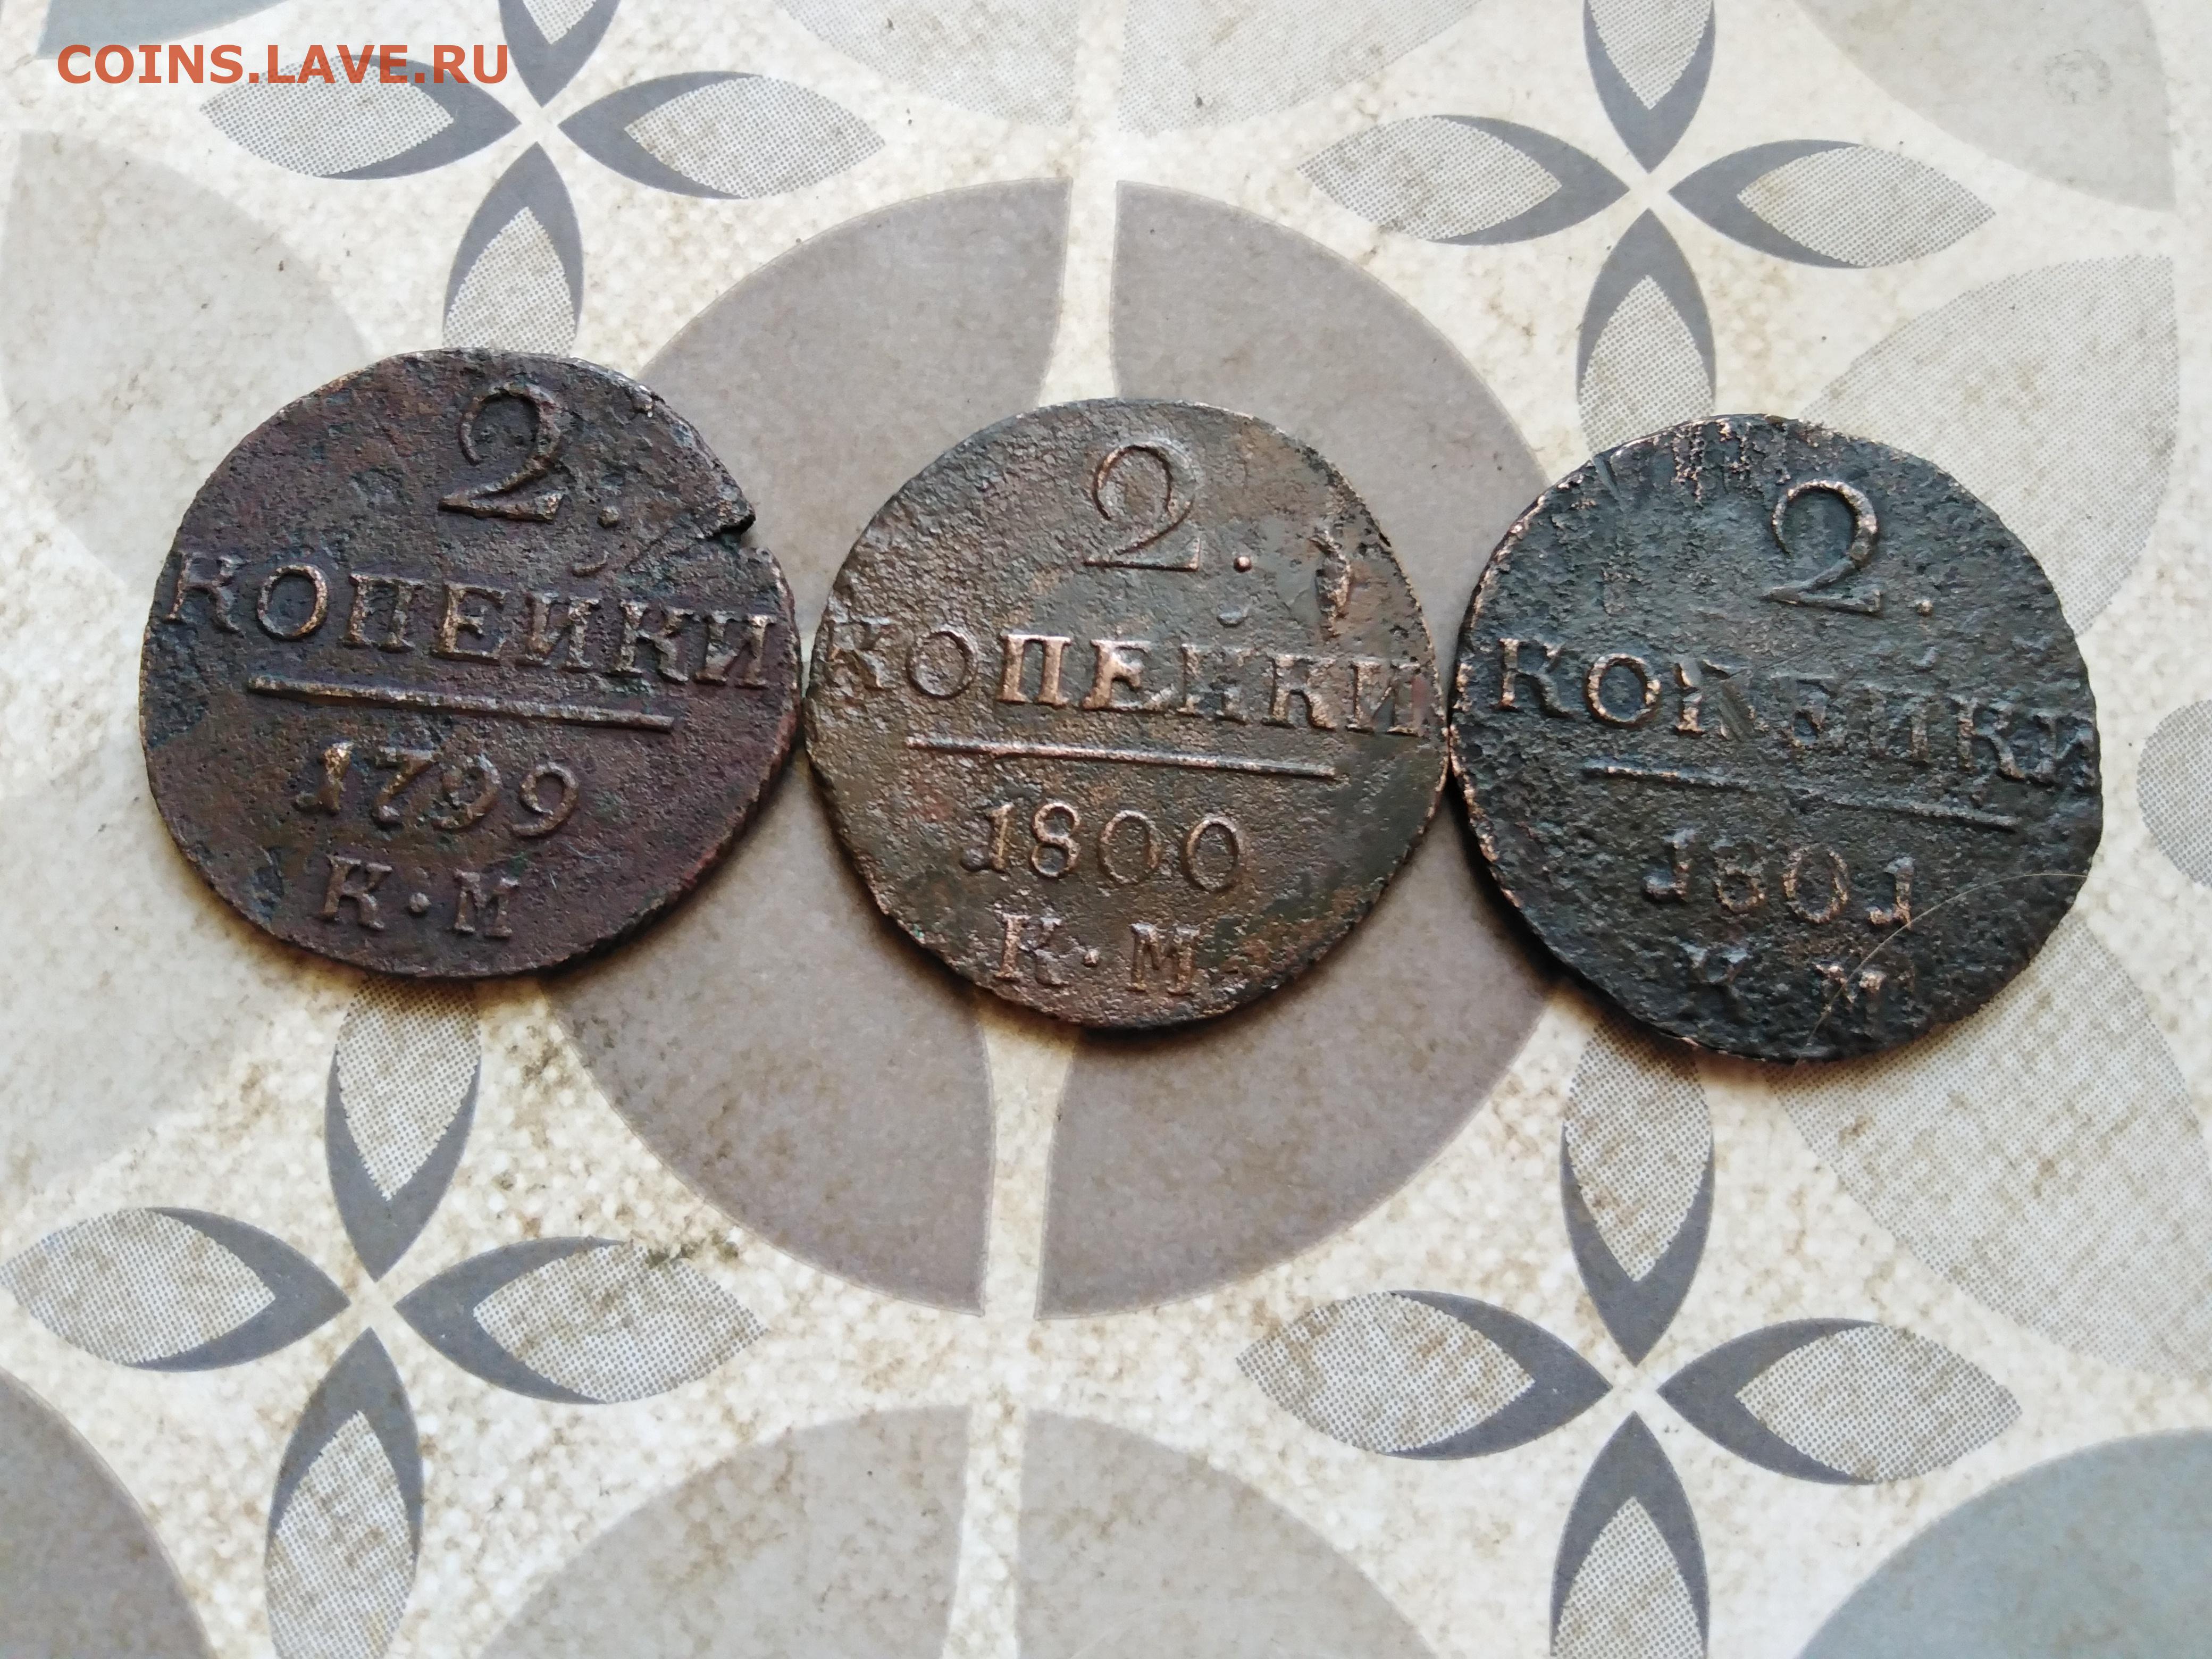 COINS.LAVE.RU
2.
КОПЕЙКИ
1799
К·М
2.
КОПЕЙКИ
1800
К·М
2.
КОПЕЙКИ
1801
К М